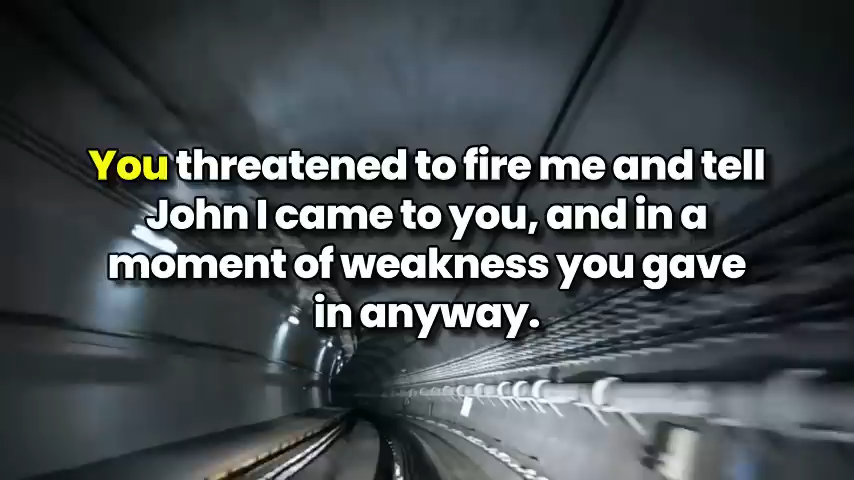 You threatened to fire me and tell
John I came to you, and in a
moment of weakness you gave
in anyway.